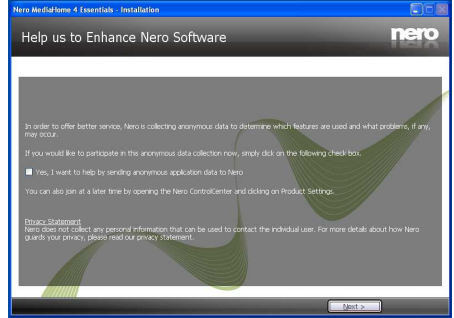 Nero MediaHome 4 Essentials - Installation
Help us to Enhance Nero Software
nero
In order to offer better service, Nero is collecting anonymous data to determine which features are used and what problems, if any,
may occur.
If you would like to participate in this anonymous data collection now, simply click on the following check box.
Yes, I want to help by sending anonymous application data to Nero
You can also join at a later time by opening the Nero ControlCenter and clicking on Product Settings.
Privacy Statement
Nero does not collect any personal information that can be used to contact the individual user. For more details about how Nero
guards your privacy, please read our privacy statement.
Next >